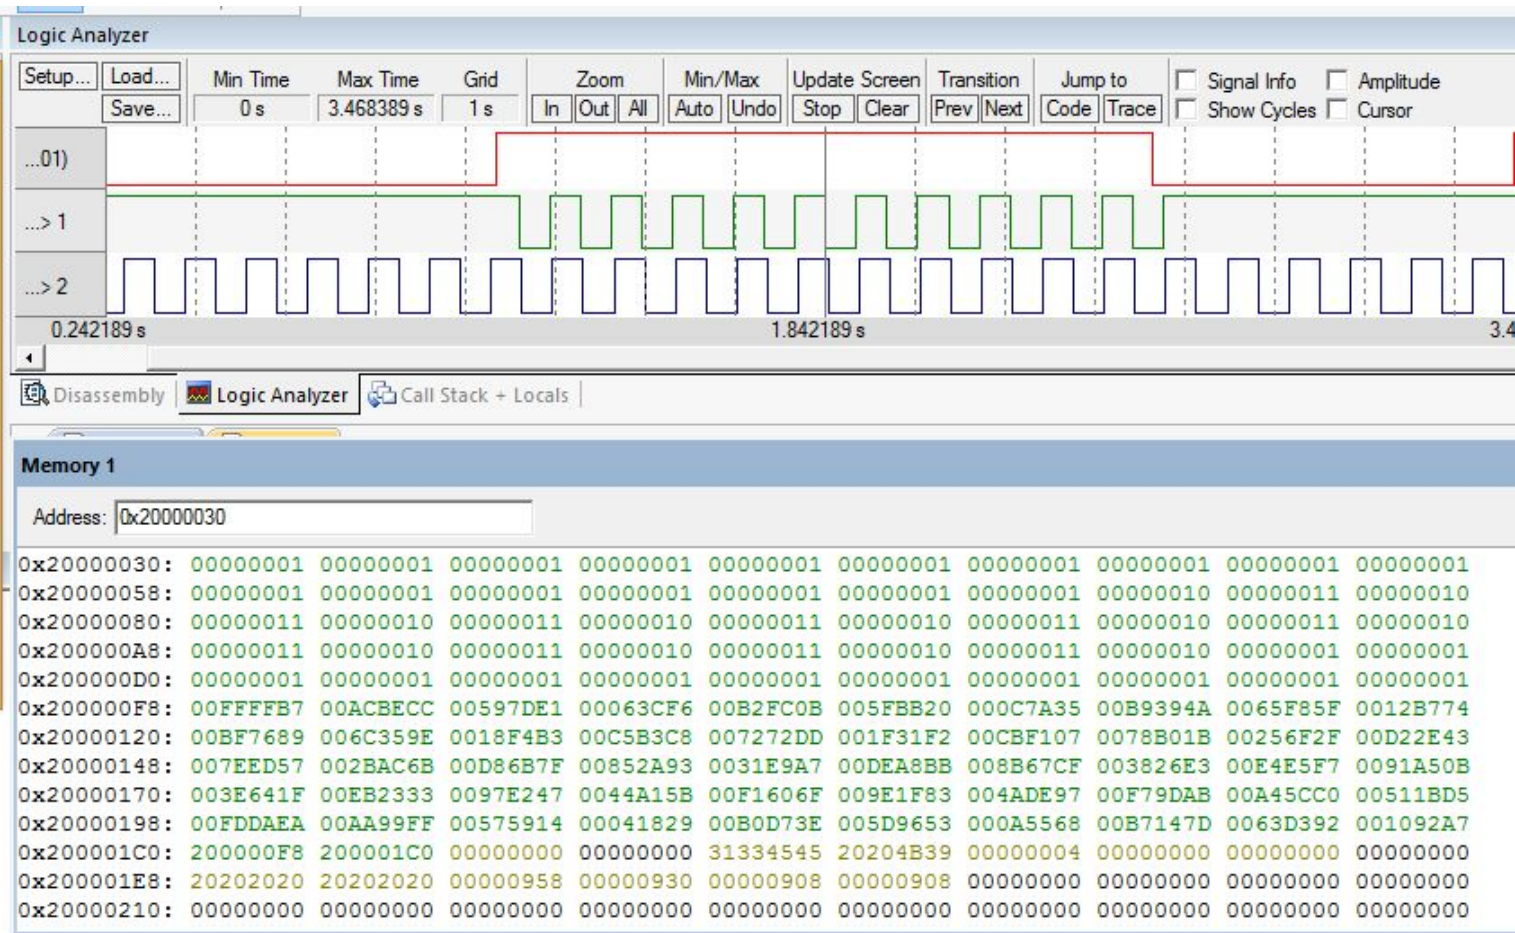 Logic Analyzer
Setup... Load... Min Time Max Time Grid Zoom Min/Max Update Screen Transition Jump to Signal Info Amplitude
Save... 0 s 3.468389 s 1 s In Out All Auto Undo Stop Clear Prev Next Code Trace Show Cycles Cursor
...01)
...> 1
...> 2
0.242189 s 1.842189 s 3.4
Disassembly Logic Analyzer Call Stack + Locals
Memory 1
Address: 0x20000030
0x20000030: 00000001 00000001 00000001 00000001 00000001 00000001 00000001 00000001 00000001 00000001
0x20000058: 00000001 00000001 00000001 00000001 00000001 00000001 00000001 00000010 00000011 00000010
0x20000080: 00000011 00000010 00000011 00000010 00000011 00000010 00000011 00000010 00000011 00000010
0x200000A8: 00000011 00000010 00000011 00000010 00000011 00000010 00000011 00000010 00000001 00000001
0x200000D0: 00000001 00000001 00000001 00000001 00000001 00000001 00000001 00000001 00000001 00000001
0x200000F8: 00FFFFB7 00ACBECC 00597DE1 00063CF6 00B2FC0B 005FBB20 000C7A35 00B9394A 0065F85F 0012B774
0x20000120: 00BF7689 006C359E 0018F4B3 00C5B3C8 007272DD 001F31F2 00CBF107 0078B01B 00256F2F 00D22E43
0x20000148: 007EED57 002BAC6B 00D86B7F 00852A93 0031E9A7 00DEA8BB 008B67CF 003826E3 00E4E5F7 0091A50B
0x20000170: 003E641F 00EB2333 0097E247 0044A15B 00F1606F 009E1F83 004ADE97 00F79DAB 00A45CC0 00511BD5
0x20000198: 00FDDAEA 00AA99FF 00575914 00041829 00B0D73E 005D9653 000A5568 00B7147D 0063D392 001092A7
0x200001C0: 200000F8 200001C0 00000000 00000000 31334545 20204B39 00000004 00000000 00000000 00000000
0x200001E8: 20202020 20202020 00000958 00000930 00000908 00000908 00000000 00000000 00000000 00000000
0x20000210: 00000000 00000000 00000000 00000000 00000000 00000000 00000000 00000000 00000000 00000000